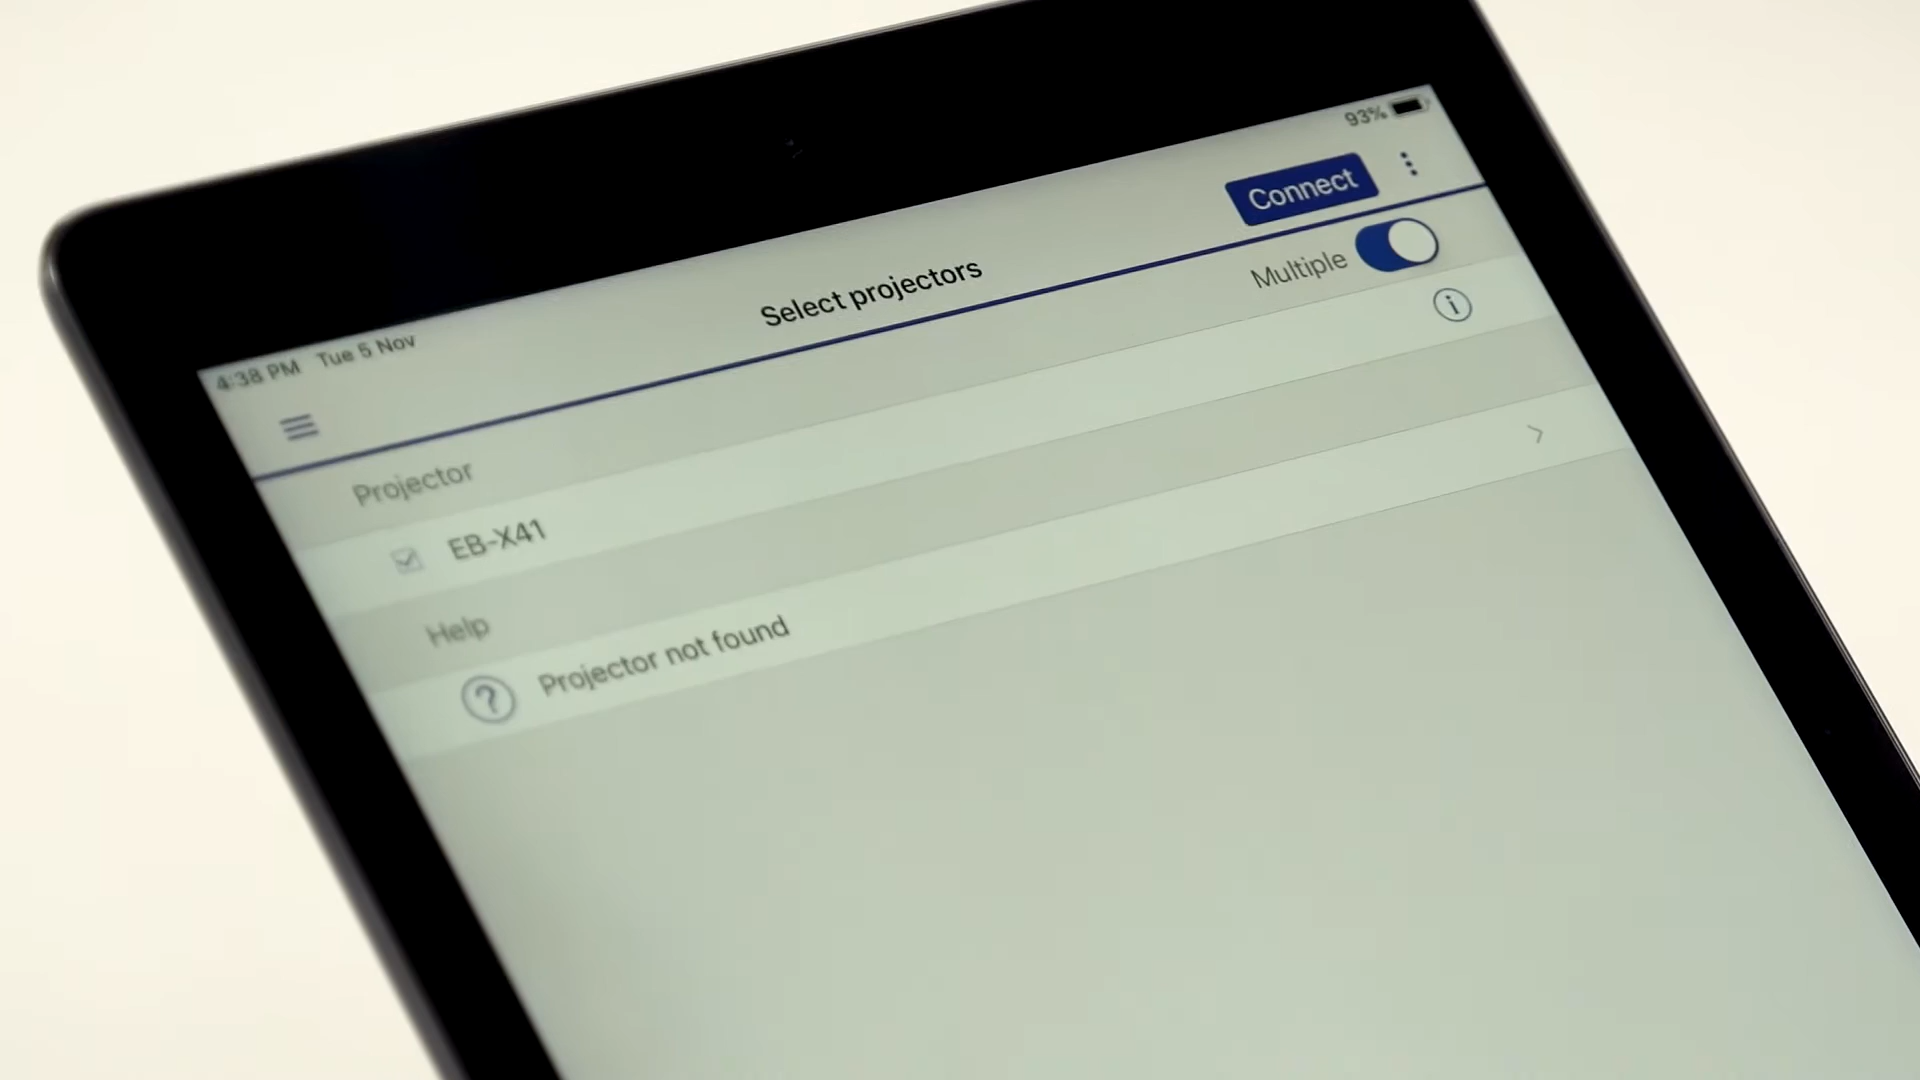 4:38 PM Tue 5 Nov
93%
Select projectors
Connect
Projector
Multiple
EB-X41
Help
Projector not found